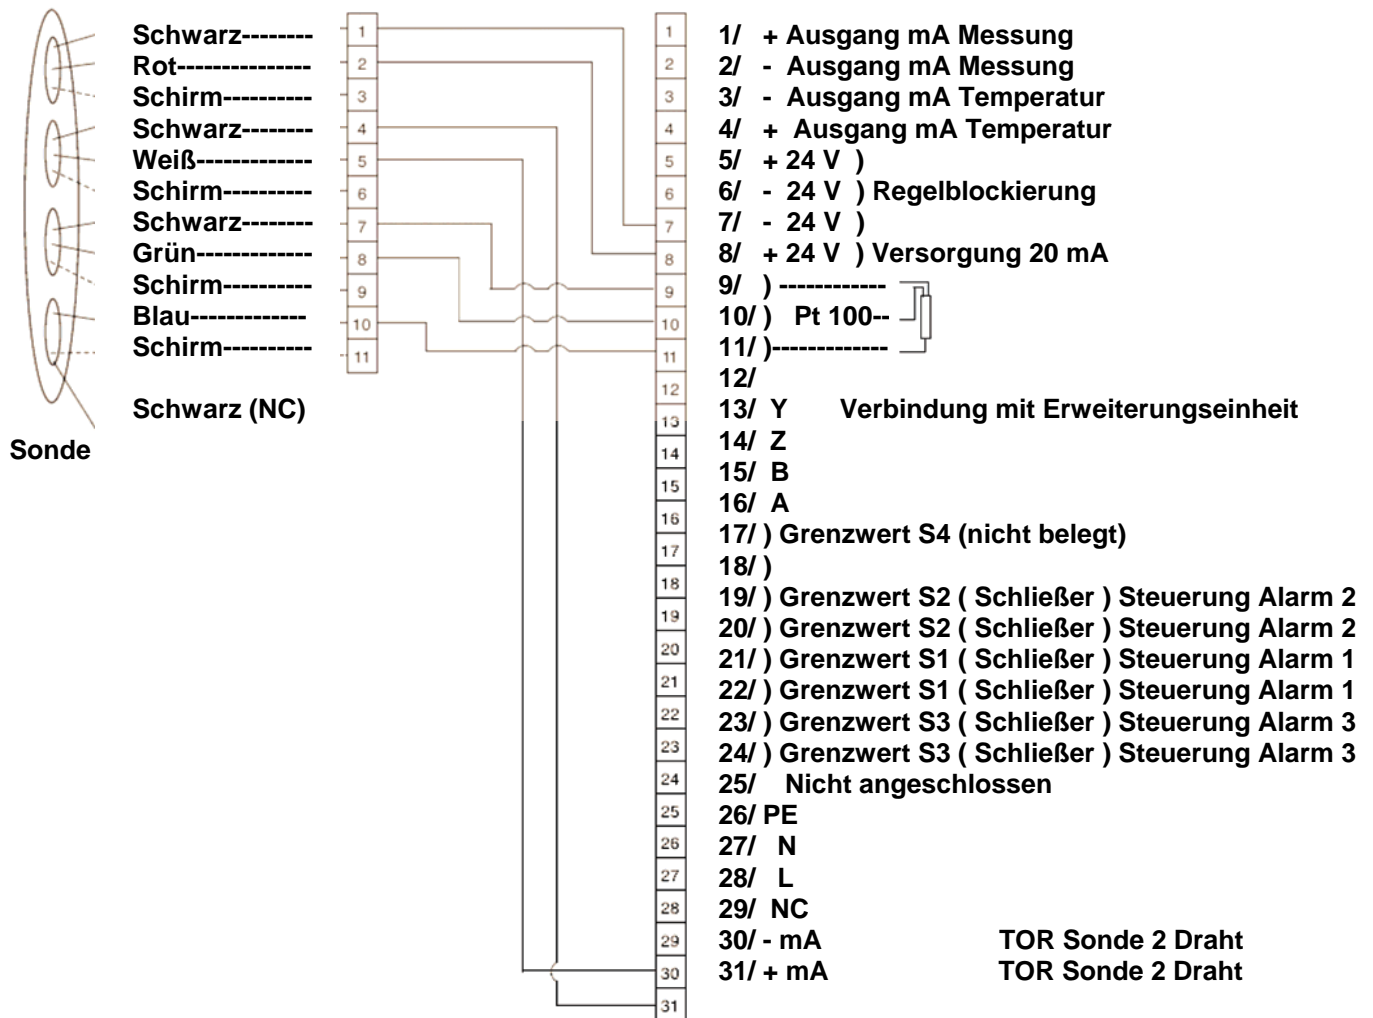 Schwarz--------
Rot---------------
Schirm----------
Schwarz--------
Weiß-------------
Schirm----------
Schwarz--------
Grün-------------
Schirm----------
Blau-------------
Schirm----------
Schwarz (NC)
Sonde
1
2
3
4
5
6
7
8
9
10
11
1
2
3
4
5
6
7
8
9
10
11
12
13
14
15
16
17
18
19
20
21
22
23
24
25
26
27
28
29
30
31
1/ + Ausgang mA Messung
2/ - Ausgang mA Messung
3/ - Ausgang mA Temperatur
4/ + Ausgang mA Temperatur
5/ + 24 V )
6/ - 24 V ) Regelblockierung
7/ - 24 V )
8/ + 24 V ) Versorgung 20 mA
9/ ) ------------
10/ ) Pt 100--
11/ )-------------
12/
13/ Y Verbindung mit Erweiterungseinheit
14/ Z
15/ B
16/ A
17/ ) Grenzwert S4 (nicht belegt)
18/ )
19/ ) Grenzwert S2 ( Schließer ) Steuerung Alarm 2
20/ ) Grenzwert S2 ( Schließer ) Steuerung Alarm 2
21/ ) Grenzwert S1 ( Schließer ) Steuerung Alarm 1
22/ ) Grenzwert S1 ( Schließer ) Steuerung Alarm 1
23/ ) Grenzwert S3 ( Schließer ) Steuerung Alarm 3
24/ ) Grenzwert S3 ( Schließer ) Steuerung Alarm 3
25/ Nicht angeschlossen
26/ PE
27/ N
28/ L
29/ NC
30/ - mA TOR Sonde 2 Draht
31/ + mA TOR Sonde 2 Draht